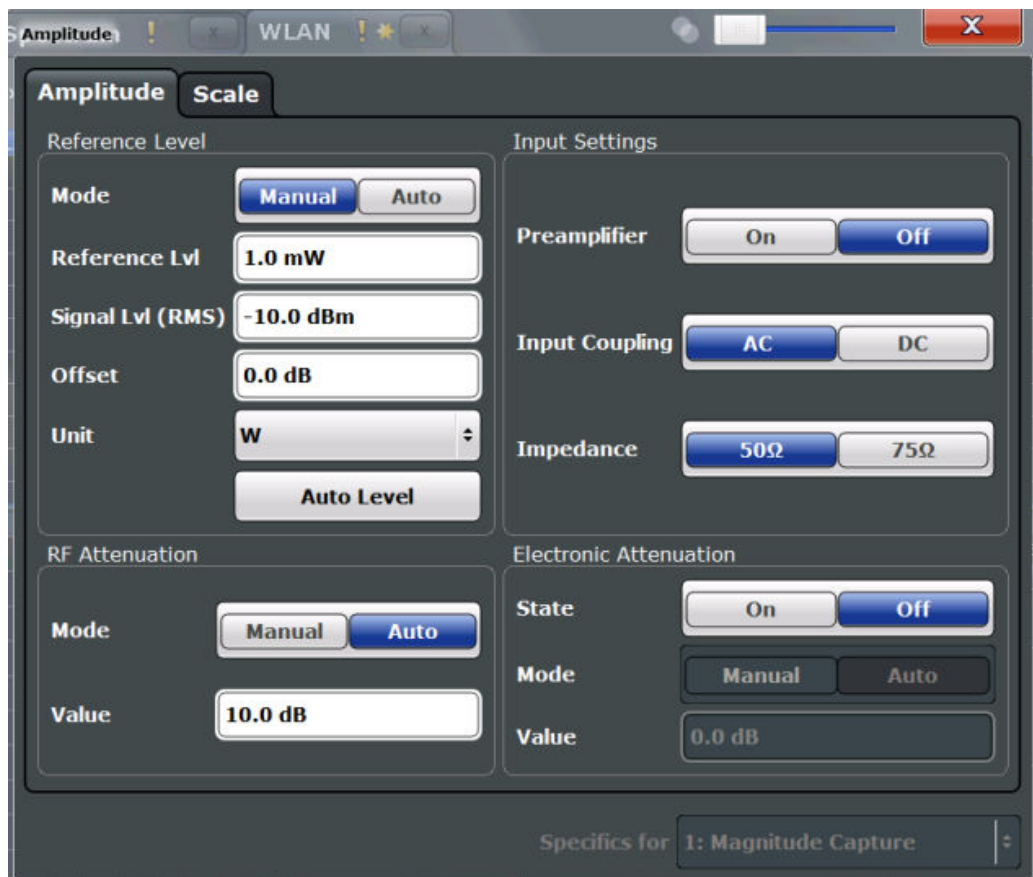 Amplitude
WLAN
X
Amplitude
Scale
Reference Level
Mode
Manual
Auto
Reference Lvl
1.0 mW
Signal Lvl (RMS)
-10.0 dBm
Offset
0.0 dB
Unit
W
Auto Level
Input Settings
Preamplifier
On
Off
Input Coupling
AC
DC
Impedance
50Ω
75Ω
RF Attenuation
Mode
Manual
Auto
Value
10.0 dB
Electronic Attenuation
State
On
Off
Mode
Manual
Auto
Value
0.0 dB
Specifics for
1: Magnitude Capture